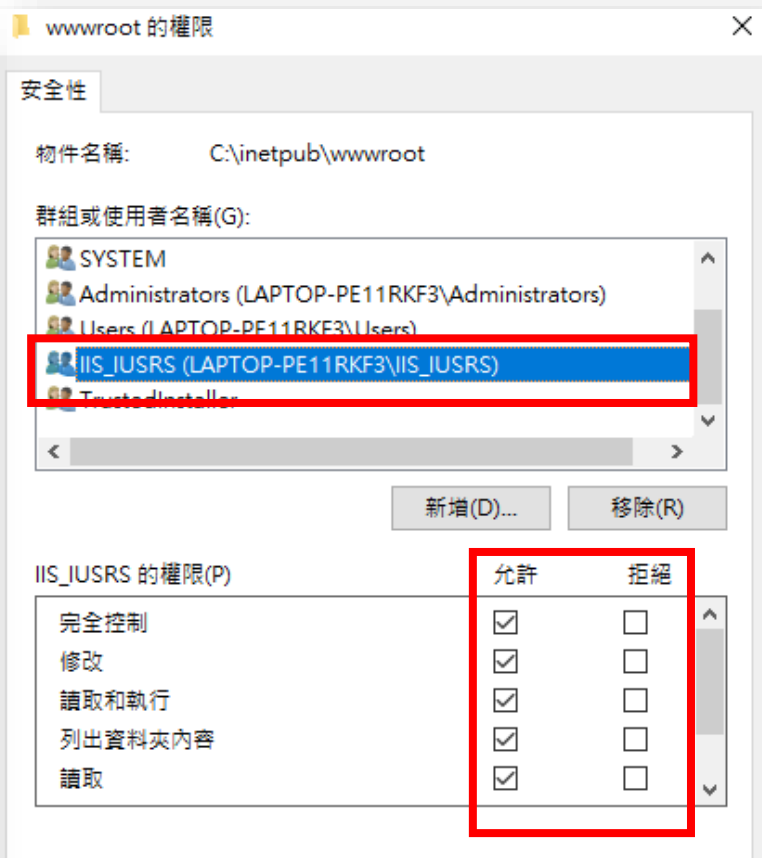 wwwroot 的權限
安全性
物件名稱: C:\inetpub\wwwroot
群組或使用者名稱(G):
SYSTEM
Administrators (LAPTOP-PE11RKF3\Administrators)
Users (LAPTOP-PE11RKF3\Users)
IIS_IUSRS (LAPTOP-PE11RKF3\IIS_IUSRS)
TrustedInstaller
新增(D)... 移除(R)
IIS_IUSRS 的權限(P) 允許 拒絕
完全控制
修改
讀取和執行
列出資料夾內容
讀取